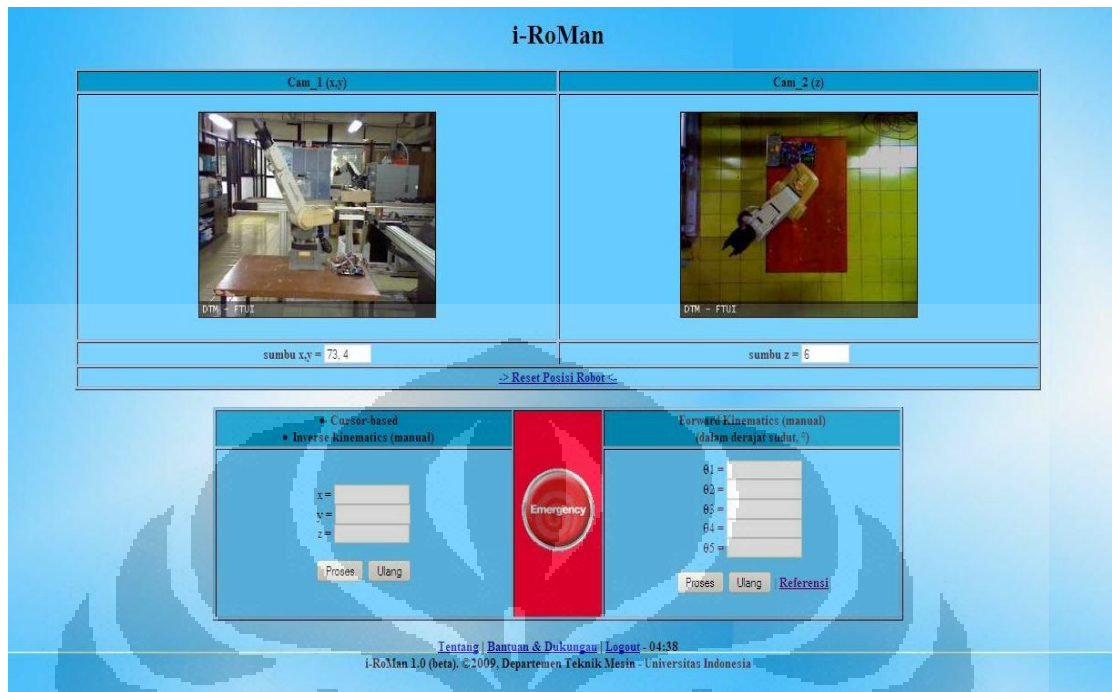 i-RoMan
Cam_1 (x,y)
Cam_2 (z)
DTM - FTUI
DTM - FTUI
sumbu x,y = 73, 4
sumbu z = 6
-> Reset Posisi Robot <-
• Cursor-based
• Inverse kinematics (manual)
Forward Kinematics (manual)
(dalam derajat sudut, °)
x =
y =
z =
Proses Ulang
Emergency
θ1 =
θ2 =
θ3 =
θ4 =
θ5 =
Proses Ulang Referensi
Tentang | Bantuan & Dukungan | Logout - 04:38
i-RoMan 1.0 (beta). ©2009, Departemen Teknik Mesin - Universitas Indonesia